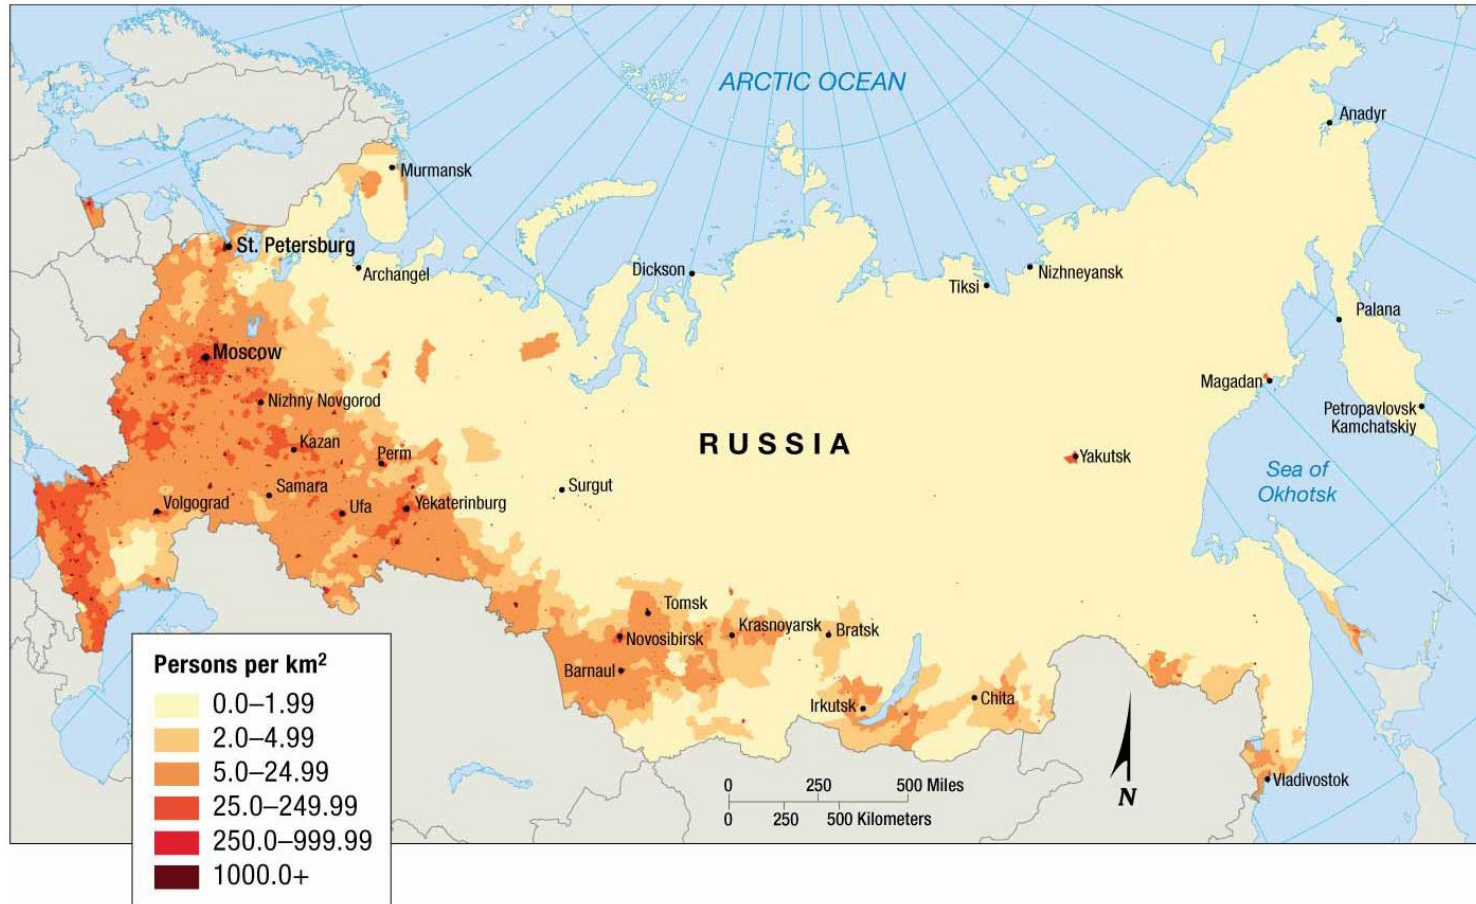 ARCTIC OCEAN
Anadyr
Murmansk
St. Petersburg
Archangel
Dickson
Tiksi
Nizhneyansk
Palana
Moscow
Magadan
Nizhny Novgorod
Petropavlovsk
Kamchatskiy
RUSSIA
Kazan
Perm
Yakutsk
Sea of
Okhotsk
Samara
Surgut
Volgograd
Ufa
Yekaterinburg
Tomsk
Krasnoyarsk
Bratsk
Novosibirsk
Barnaul
Irkutsk
Chita
Vladivostok
Persons per km²
0.0–1.99
2.0–4.99
5.0–24.99
25.0–249.99
250.0–999.99
1000.0+
0 250 500 Miles
0 250 500 Kilometers
N